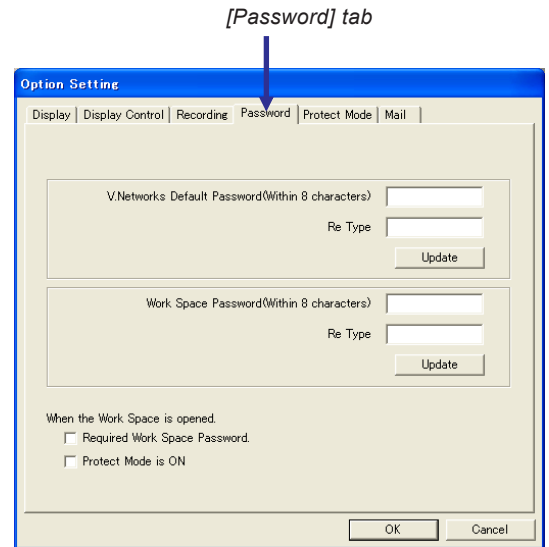 [Password] tab
Option Setting
Display Display Control Recording Password Protect Mode Mail
V.Networks Default Password(Within 8 characters)
Re Type
Update
Work Space Password(Within 8 characters)
Re Type
Update
When the Work Space is opened.
Required Work Space Password.
Protect Mode is ON
OK Cancel